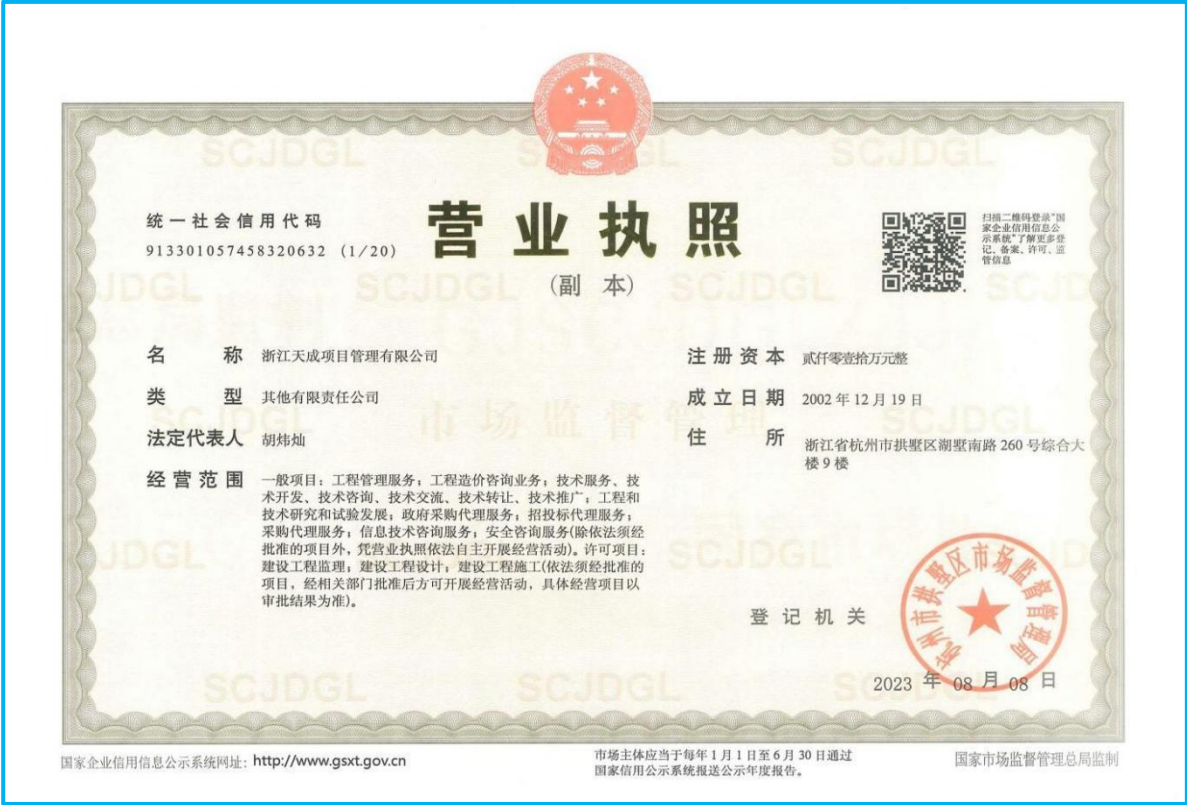 统一社会信用代码
913301057458320632 (1/20)
营业执照
(副 本)
扫描二维码登录“国
家企业信用信息公
示系统”了解更多登
记、备案、许可、监
管信息
名 称 浙江天成项目管理有限公司
类 型 其他有限责任公司
法定代表人 胡炜灿
经营范围 一般项目：工程管理服务；工程造价咨询业务；技术服务、技
术开发、技术咨询、技术交流、技术转让、技术推广；工程和
技术研究和试验发展；政府采购代理服务；招投标代理服务；
采购代理服务；信息技术咨询服务；安全咨询服务(除依法须经
批准的项目外，凭营业执照依法自主开展经营活动)。许可项目：
建设工程监理；建设工程设计；建设工程施工(依法须经批准的
项目，经相关部门批准后方可开展经营活动，具体经营项目以
审批结果为准)。
注册资本 贰仟零壹拾万元整
成立日期 2002 年 12 月 19 日
住 所 浙江省杭州市拱墅区湖墅南路 260 号综合大
楼 9 楼
登记机关
杭州市拱墅区市场监督管理局
2023 年 08 月 08 日
SCJDGL
市场监督管理
国家企业信用信息公示系统网址：http://www.gsxt.gov.cn
市场主体应当于每年 1 月 1 日至 6 月 30 日通过
国家信用公示系统报送公示年度报告。
国家市场监督管理总局监制